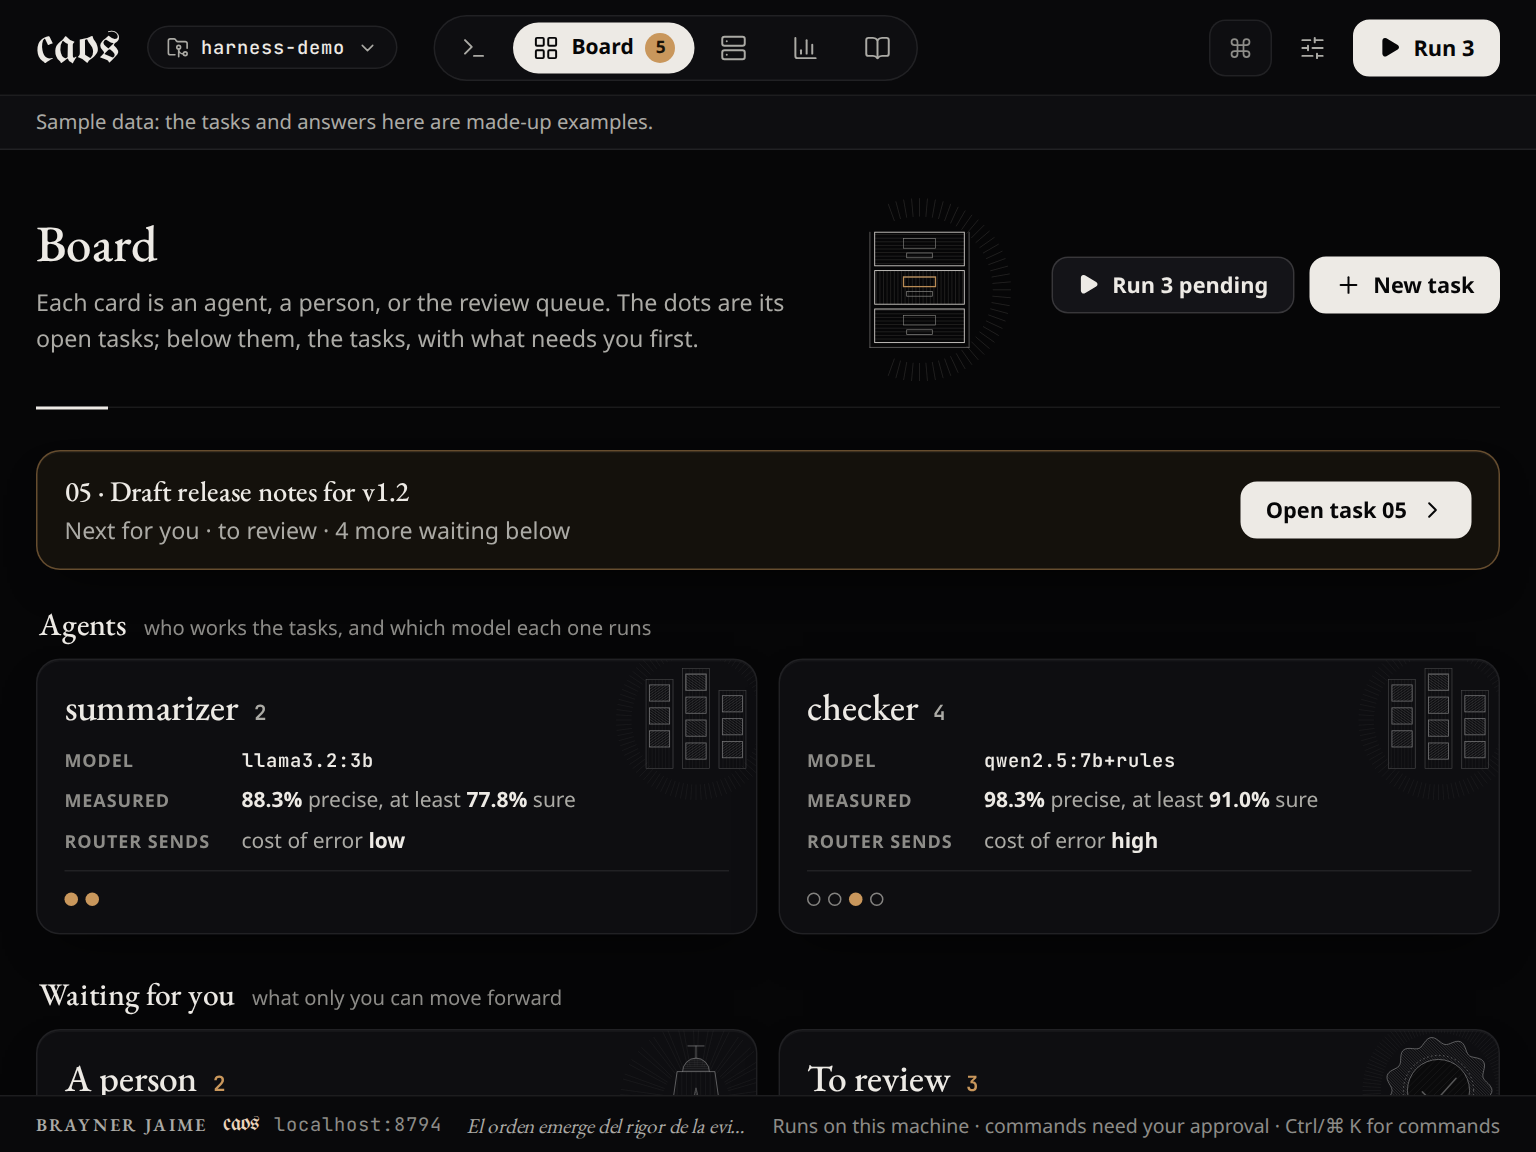 caos
harness-demo
Board 5
Run 3
Sample data: the tasks and answers here are made-up examples.
Board
Each card is an agent, a person, or the review queue. The dots are its
open tasks; below them, the tasks, with what needs you first.
Run 3 pending
New task
05 · Draft release notes for v1.2
Next for you · to review · 4 more waiting below
Open task 05
Agents who works the tasks, and which model each one runs
summarizer 2
MODEL llama3.2:3b
MEASURED 88.3% precise, at least 77.8% sure
ROUTER SENDS cost of error low
checker 4
MODEL qwen2.5:7b+rules
MEASURED 98.3% precise, at least 91.0% sure
ROUTER SENDS cost of error high
Waiting for you what only you can move forward
A person 2
To review 3
BRAYNER JAIME caos localhost:8794 El orden emerge del rigor de la evi... Runs on this machine · commands need your approval · Ctrl/⌘ K for commands